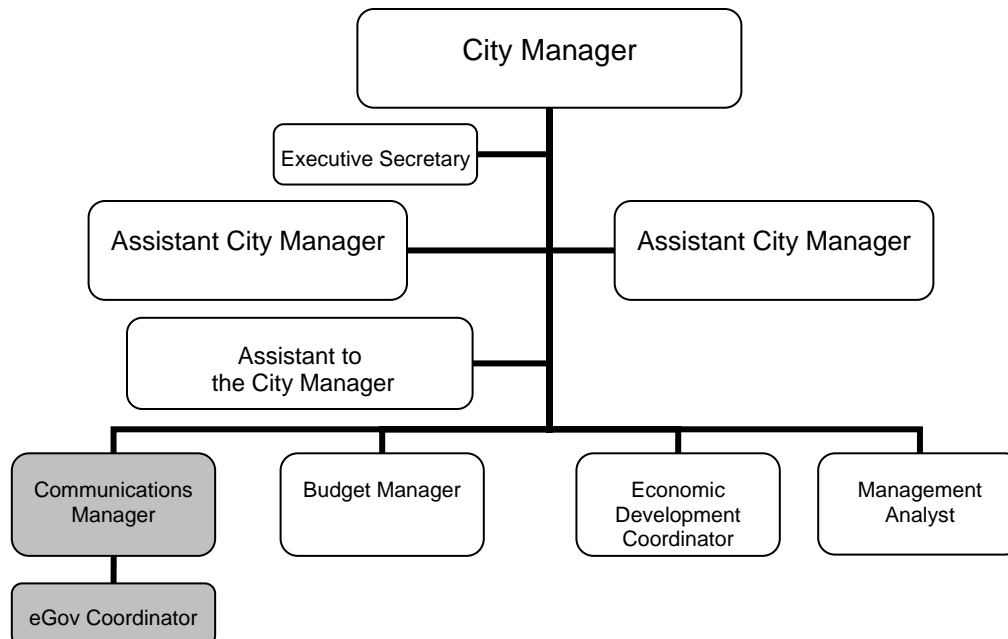 City Manager
Executive Secretary
Assistant City Manager
Assistant City Manager
Assistant to
the City Manager
Communications
Manager
Budget Manager
Economic
Development
Coordinator
Management
Analyst
eGov Coordinator